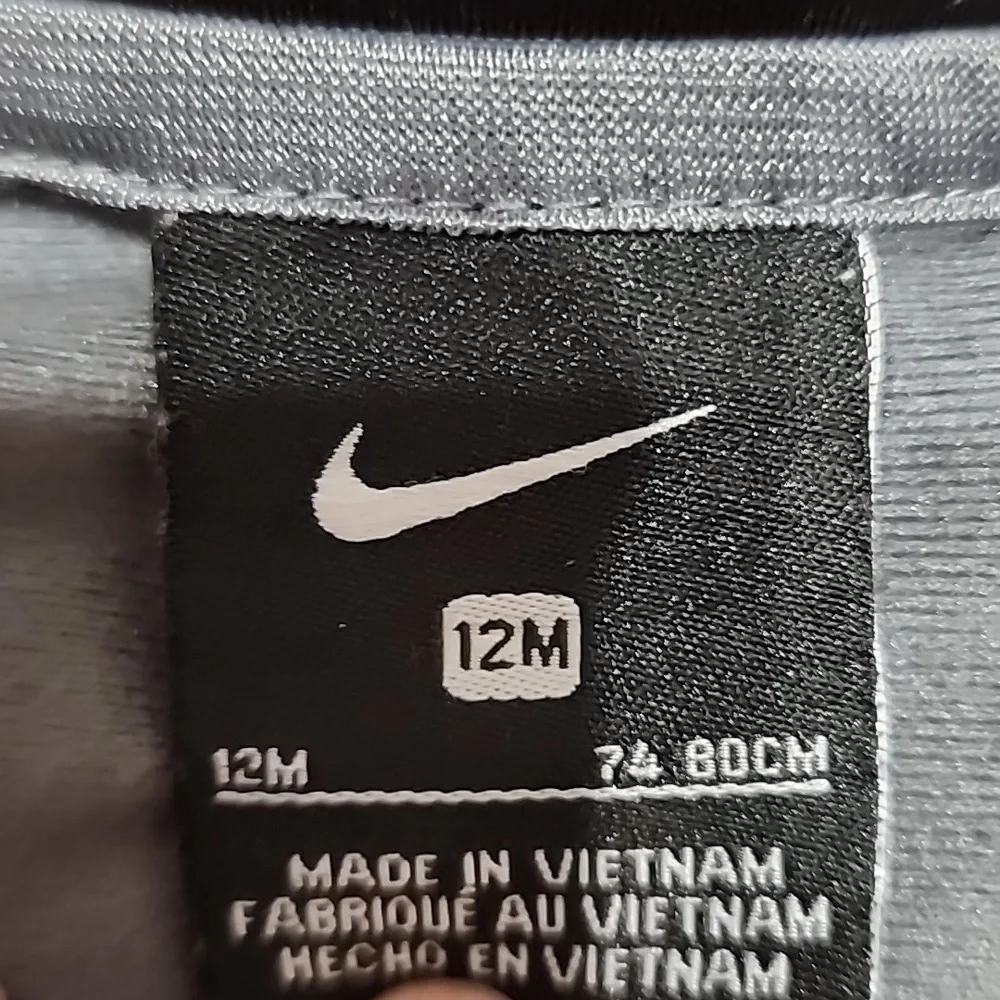 12M
12M 74 80CM
MADE IN VIETNAM
FABRIQUÉ AU VIETNAM
HECHO EN VIETNAM